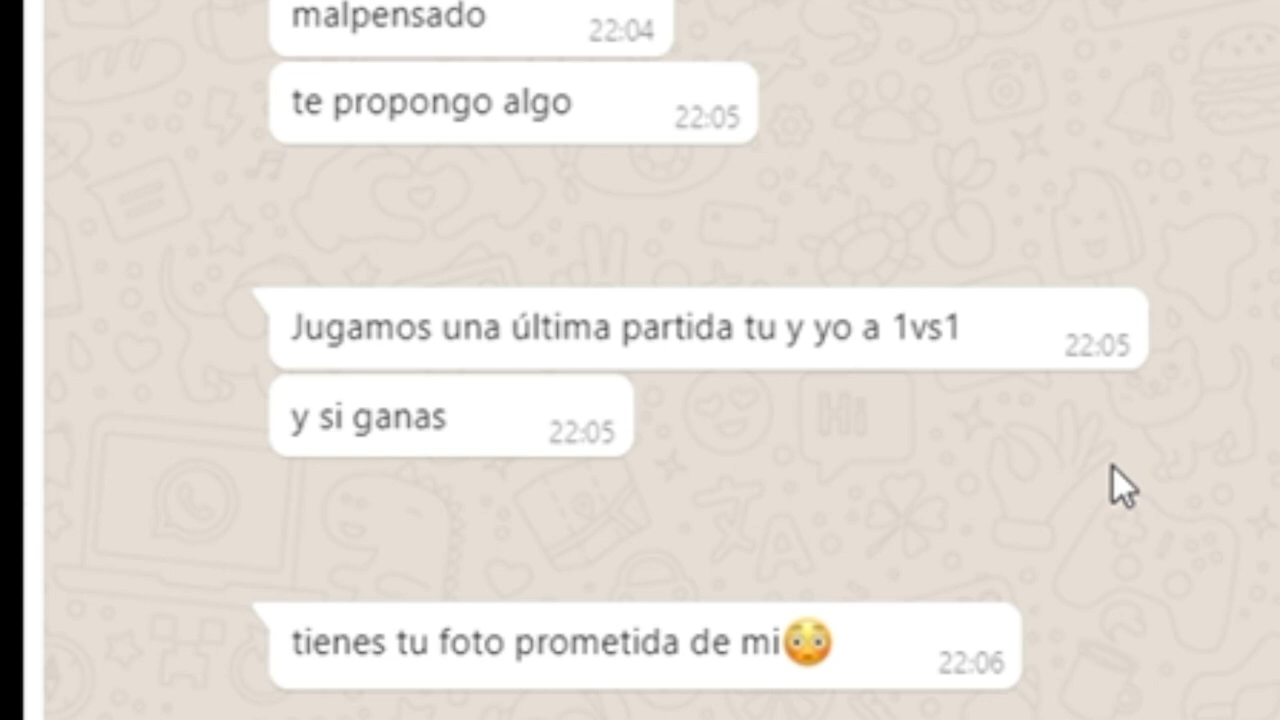 malpensado
22:04
te propongo algo
22:05
Jugamos una última partida tu y yo a 1vs1
22:05
y si ganas
22:05
tienes tu foto prometida de mi😳
22:06